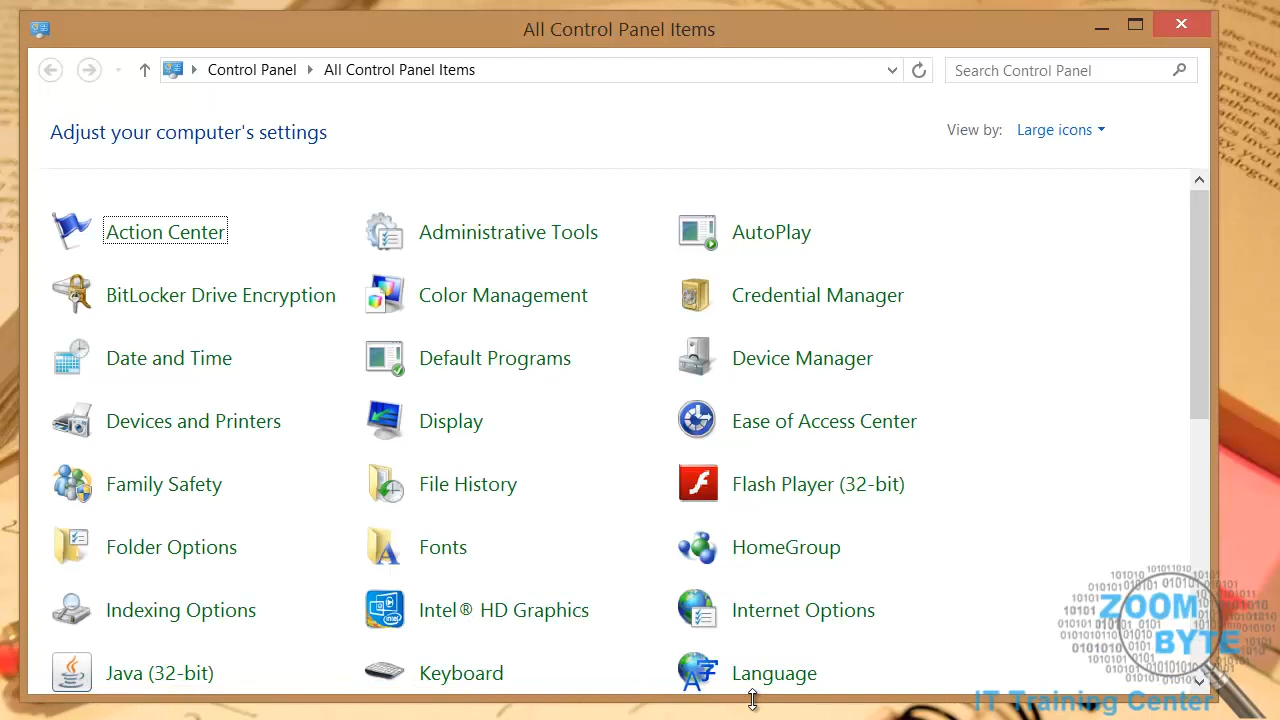 All Control Panel Items
Control Panel All Control Panel Items
Search Control Panel
Adjust your computer's settings
View by: Large icons
Action Center
Administrative Tools
AutoPlay
BitLocker Drive Encryption
Color Management
Credential Manager
Date and Time
Default Programs
Device Manager
Devices and Printers
Display
Ease of Access Center
Family Safety
File History
Flash Player (32-bit)
Folder Options
Fonts
HomeGroup
Indexing Options
Intel® HD Graphics
Internet Options
Java (32-bit)
Keyboard
Language
ZOOM
BYTE
IT Training Center